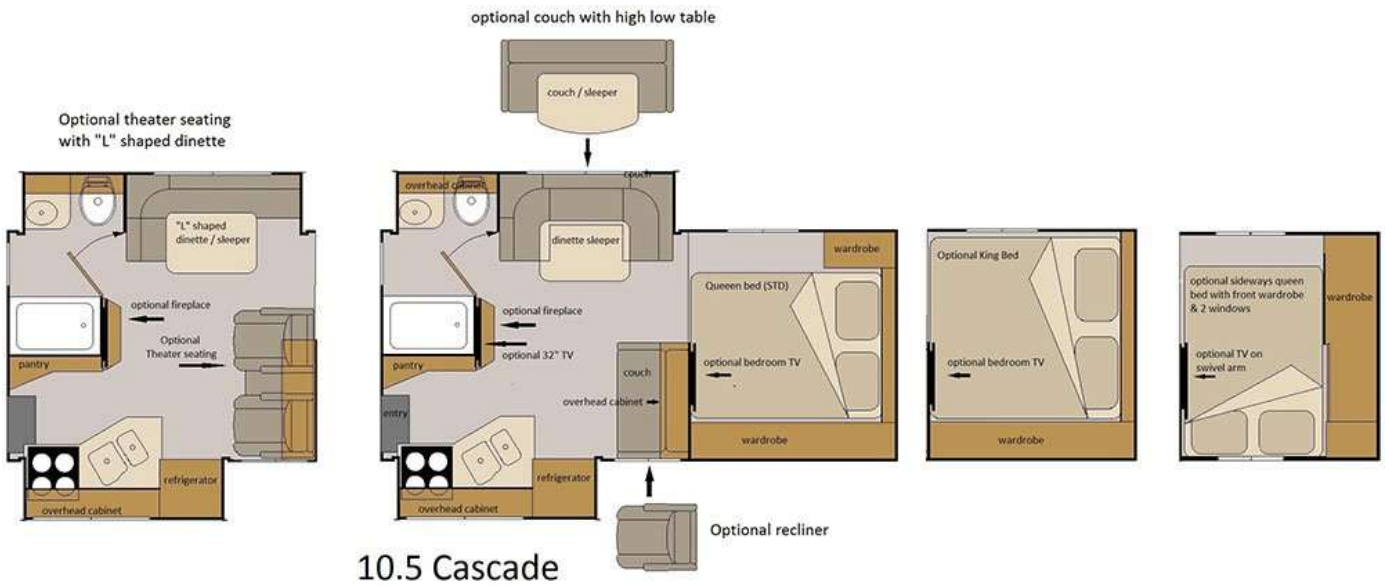 optional couch with high low table
couch / sleeper
Optional theater seating
with "L" shaped dinette
"L" shaped
dinette / sleeper
optional fireplace
Optional
Theater seating
pantry
refrigerator
overhead cabinet
overhead cabinet
couch
dinette sleeper
optional fireplace
optional 32" TV
pantry
entry
couch
overhead cabinet
refrigerator
overhead cabinet
wardrobe
Queeen bed (STD)
optional bedroom TV
wardrobe
Optional King Bed
optional bedroom TV
wardrobe
optional sideways queen
bed with front wardrobe
& 2 windows
wardrobe
optional TV on
swivel arm
Optional recliner
10.5 Cascade